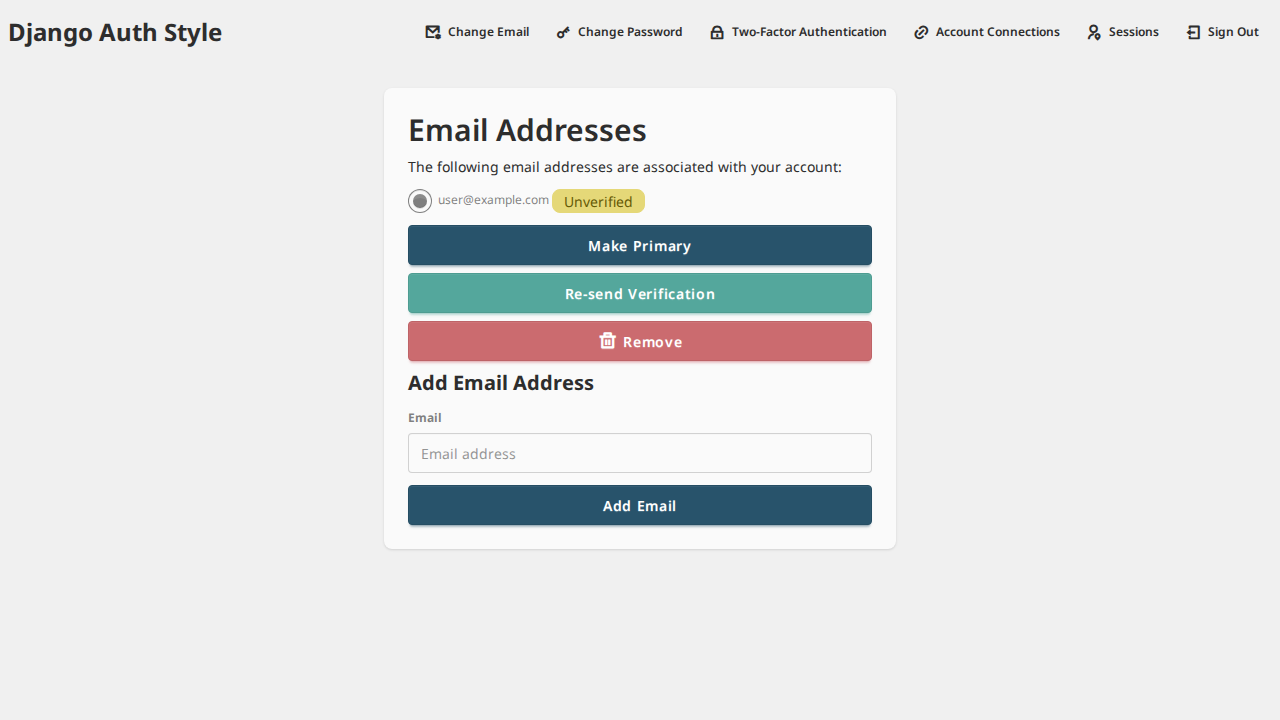 Django Auth Style
Change Email
Change Password
Two-Factor Authentication
Account Connections
Sessions
Sign Out
Email Addresses
The following email addresses are associated with your account:
user@example.com Unverified
Make Primary
Re-send Verification
Remove
Add Email Address
Email
Email address
Add Email